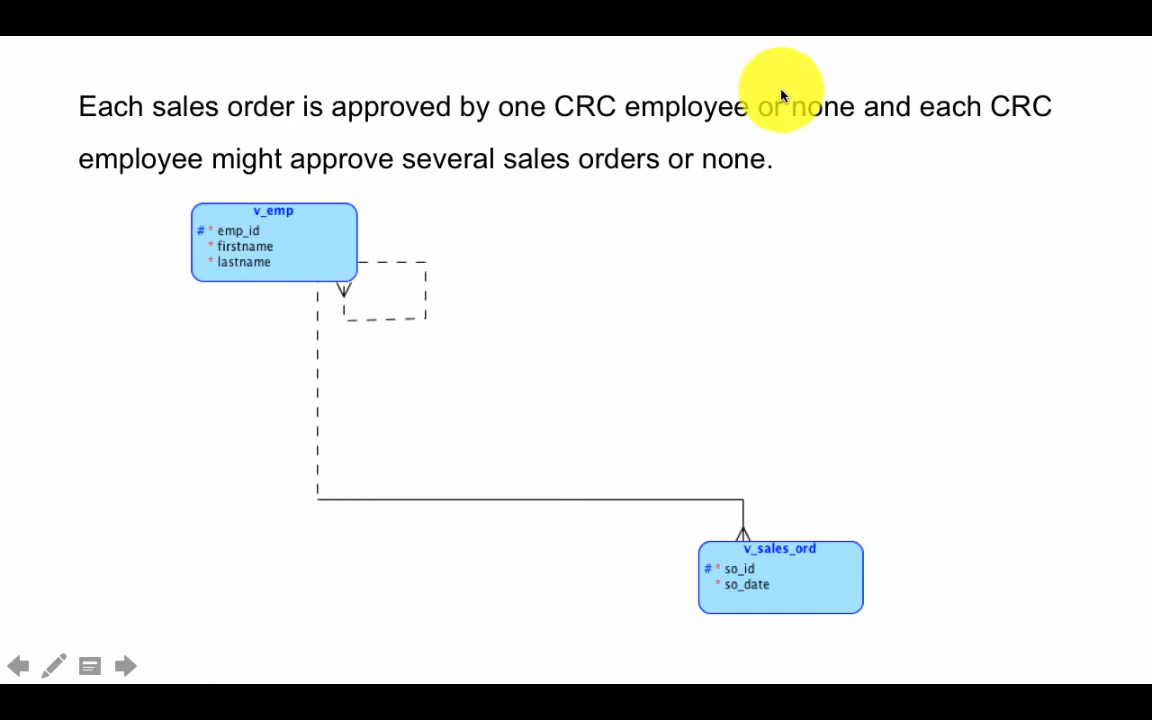 Each sales order is approved by one CRC employee or none and each CRC
employee might approve several sales orders or none.
v_emp
# * emp_id
* firstname
* lastname
v_sales_ord
# * so_id
* so_date